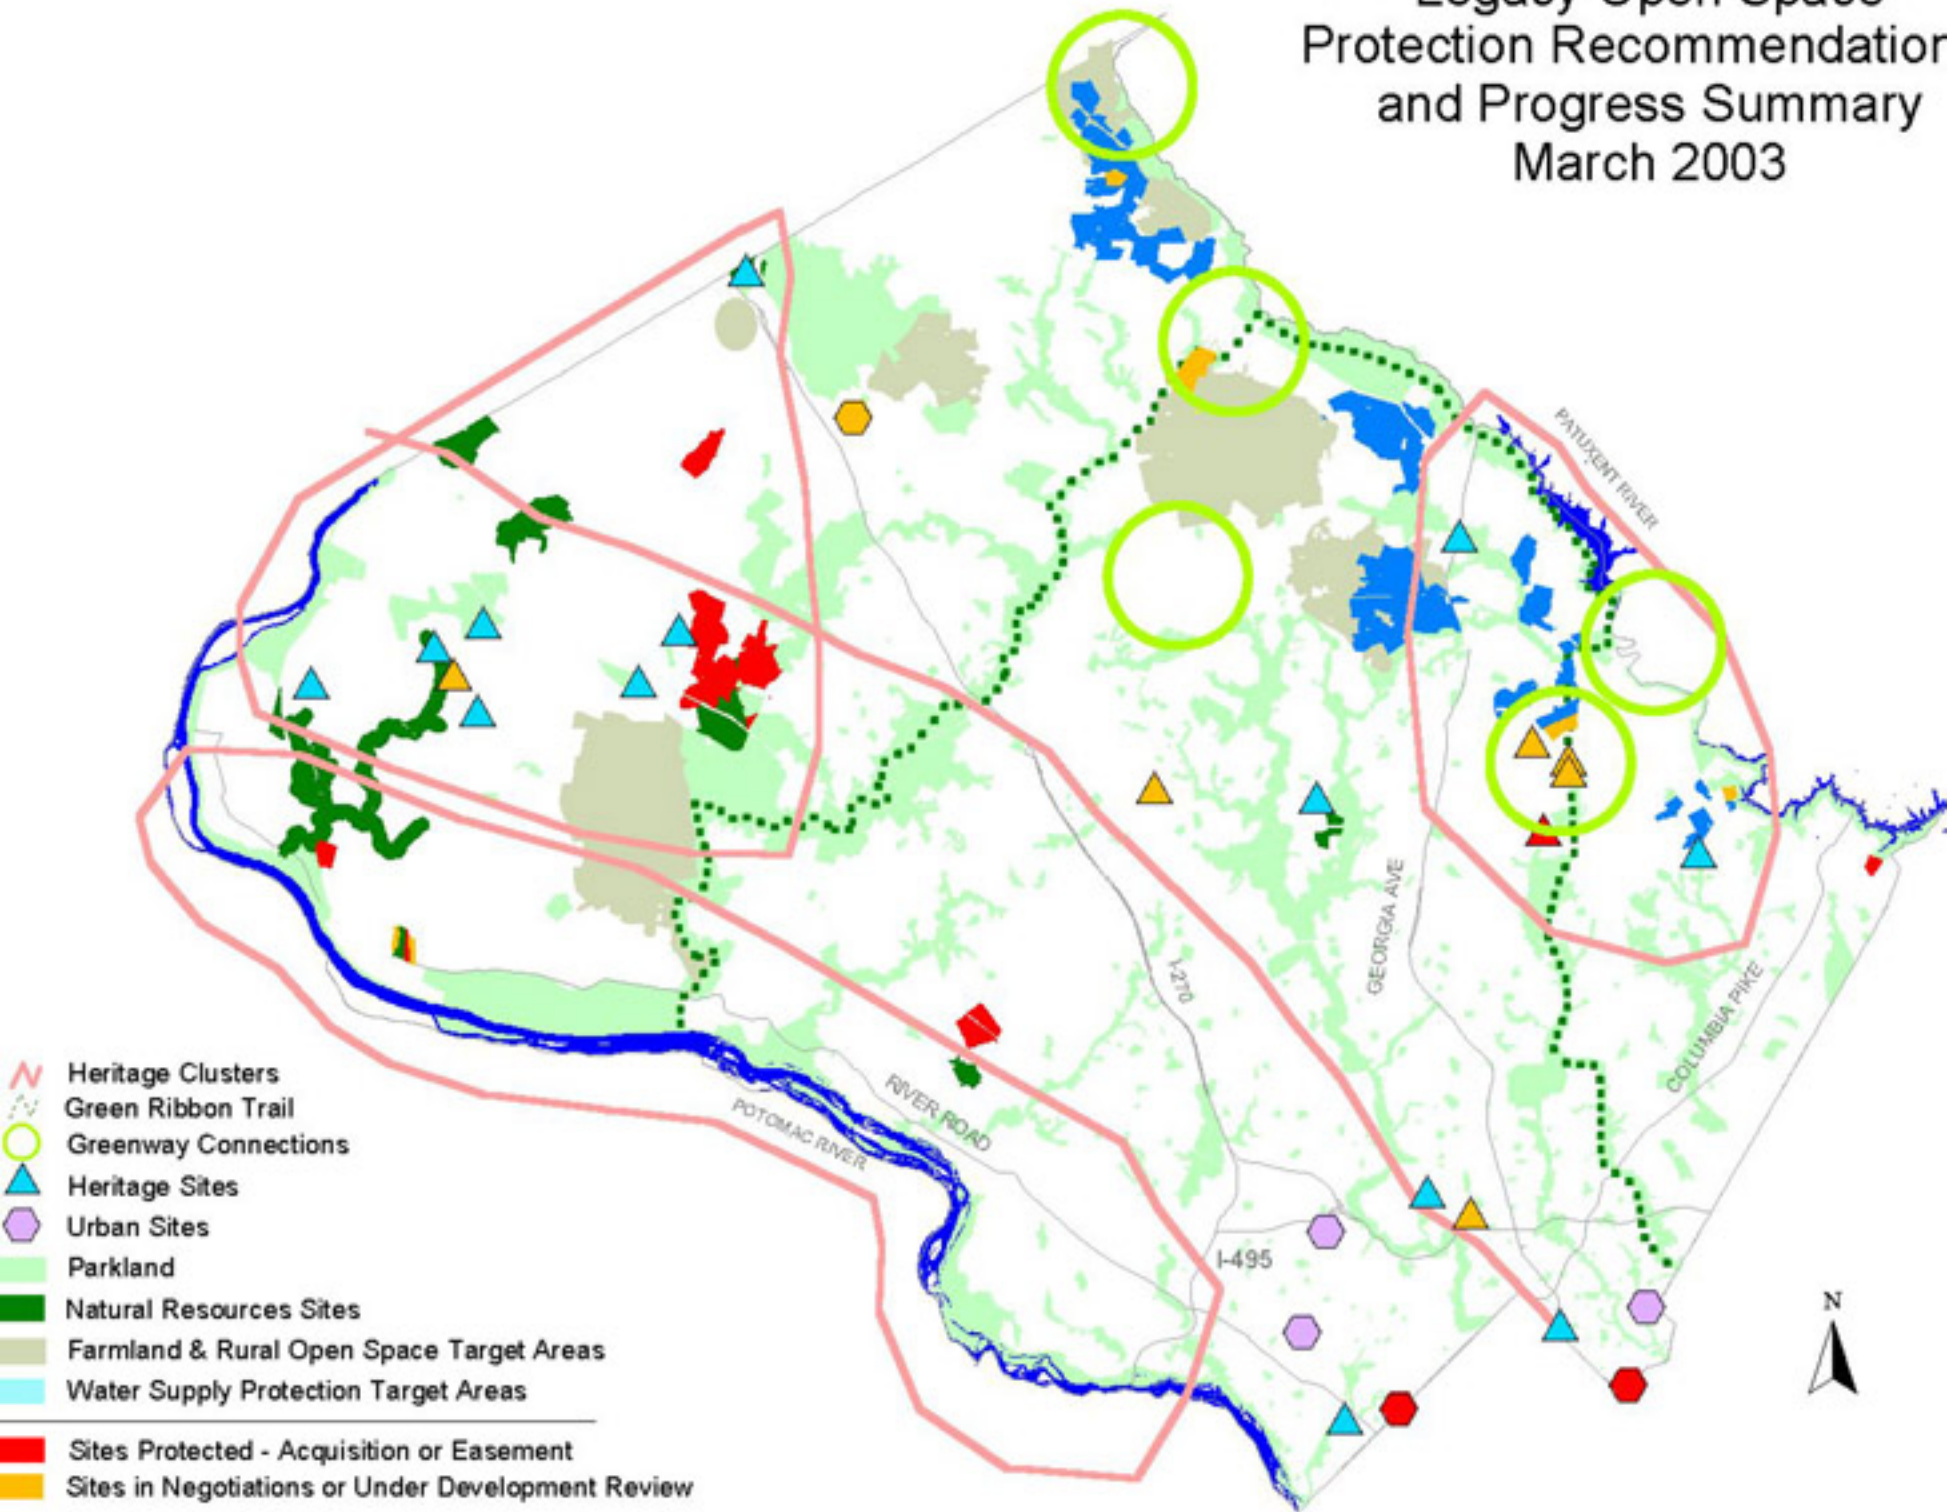 Legacy Open Space
Protection Recommendation
and Progress Summary
March 2003
PATUXENT RIVER
GEORGIA AVE
I-270
COLUMBIA PIKE
RIVER ROAD
POTOMAC RIVER
I-495
N
Heritage Clusters
Green Ribbon Trail
Greenway Connections
Heritage Sites
Urban Sites
Parkland
Natural Resources Sites
Farmland & Rural Open Space Target Areas
Water Supply Protection Target Areas
Sites Protected - Acquisition or Easement
Sites in Negotiations or Under Development Review